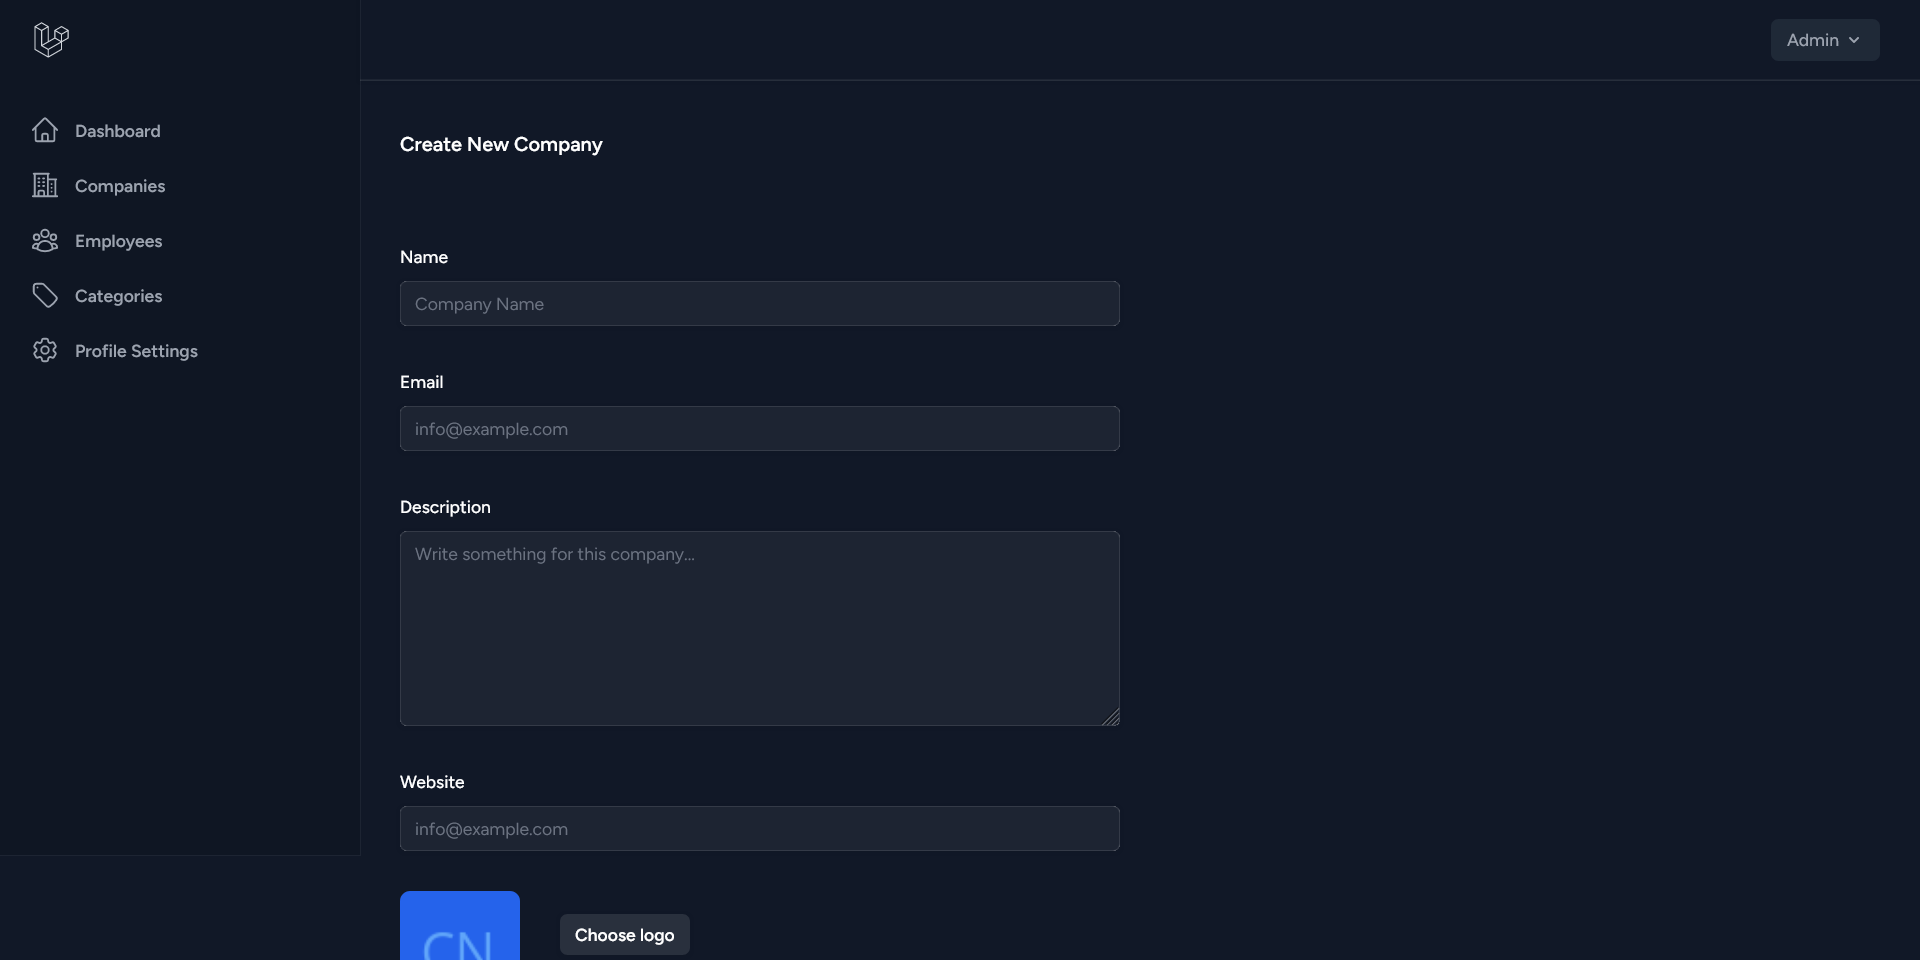 Admin
Dashboard
Companies
Employees
Categories
Profile Settings
Create New Company
Name
Company Name
Email
info@example.com
Description
Write something for this company...
Website
info@example.com
CN
Choose logo